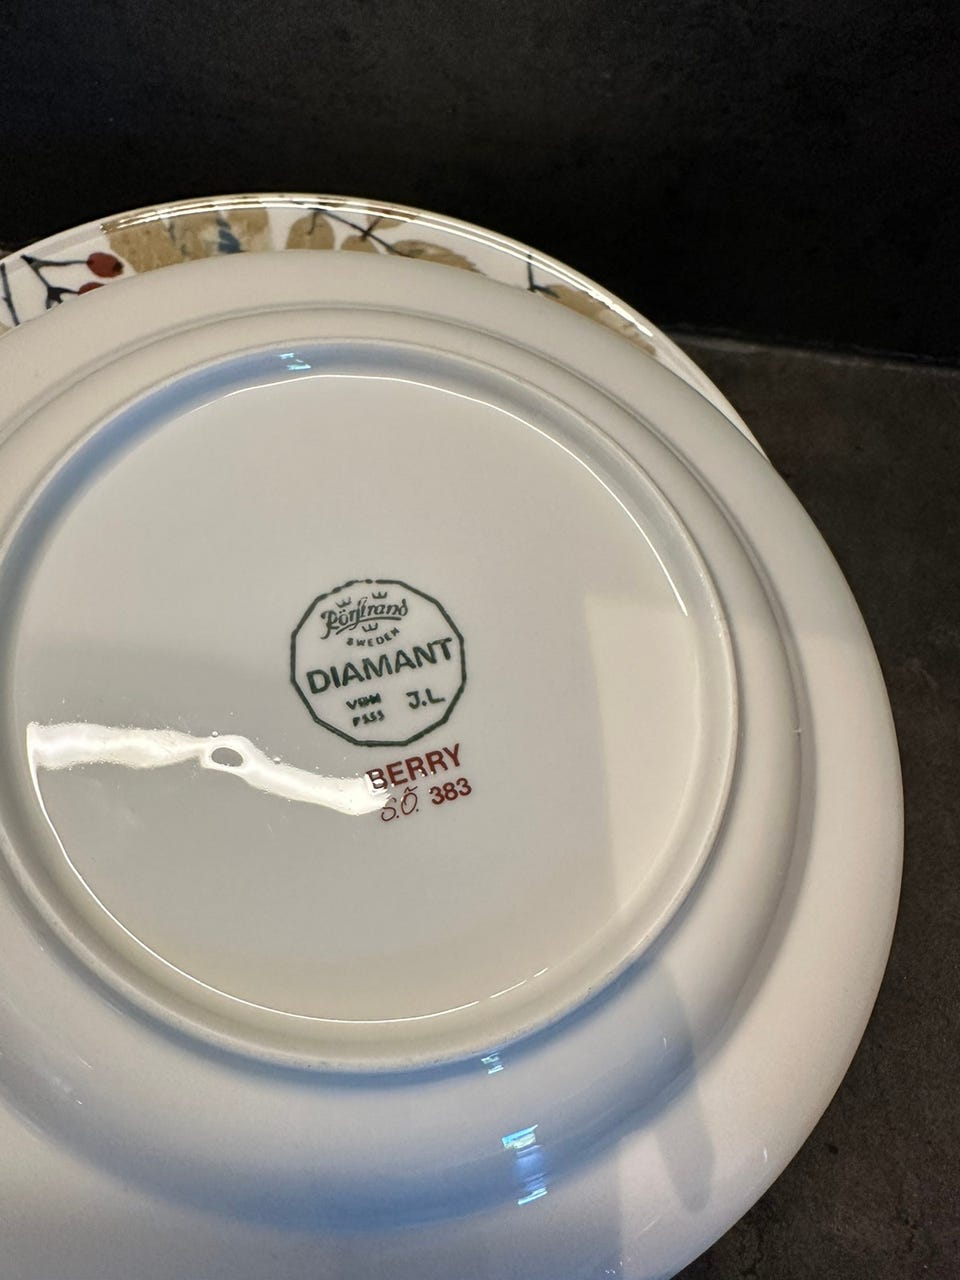 Rörstrand
SWEDEN
DIAMANT
J.L.
BERRY
S.Ö. 383